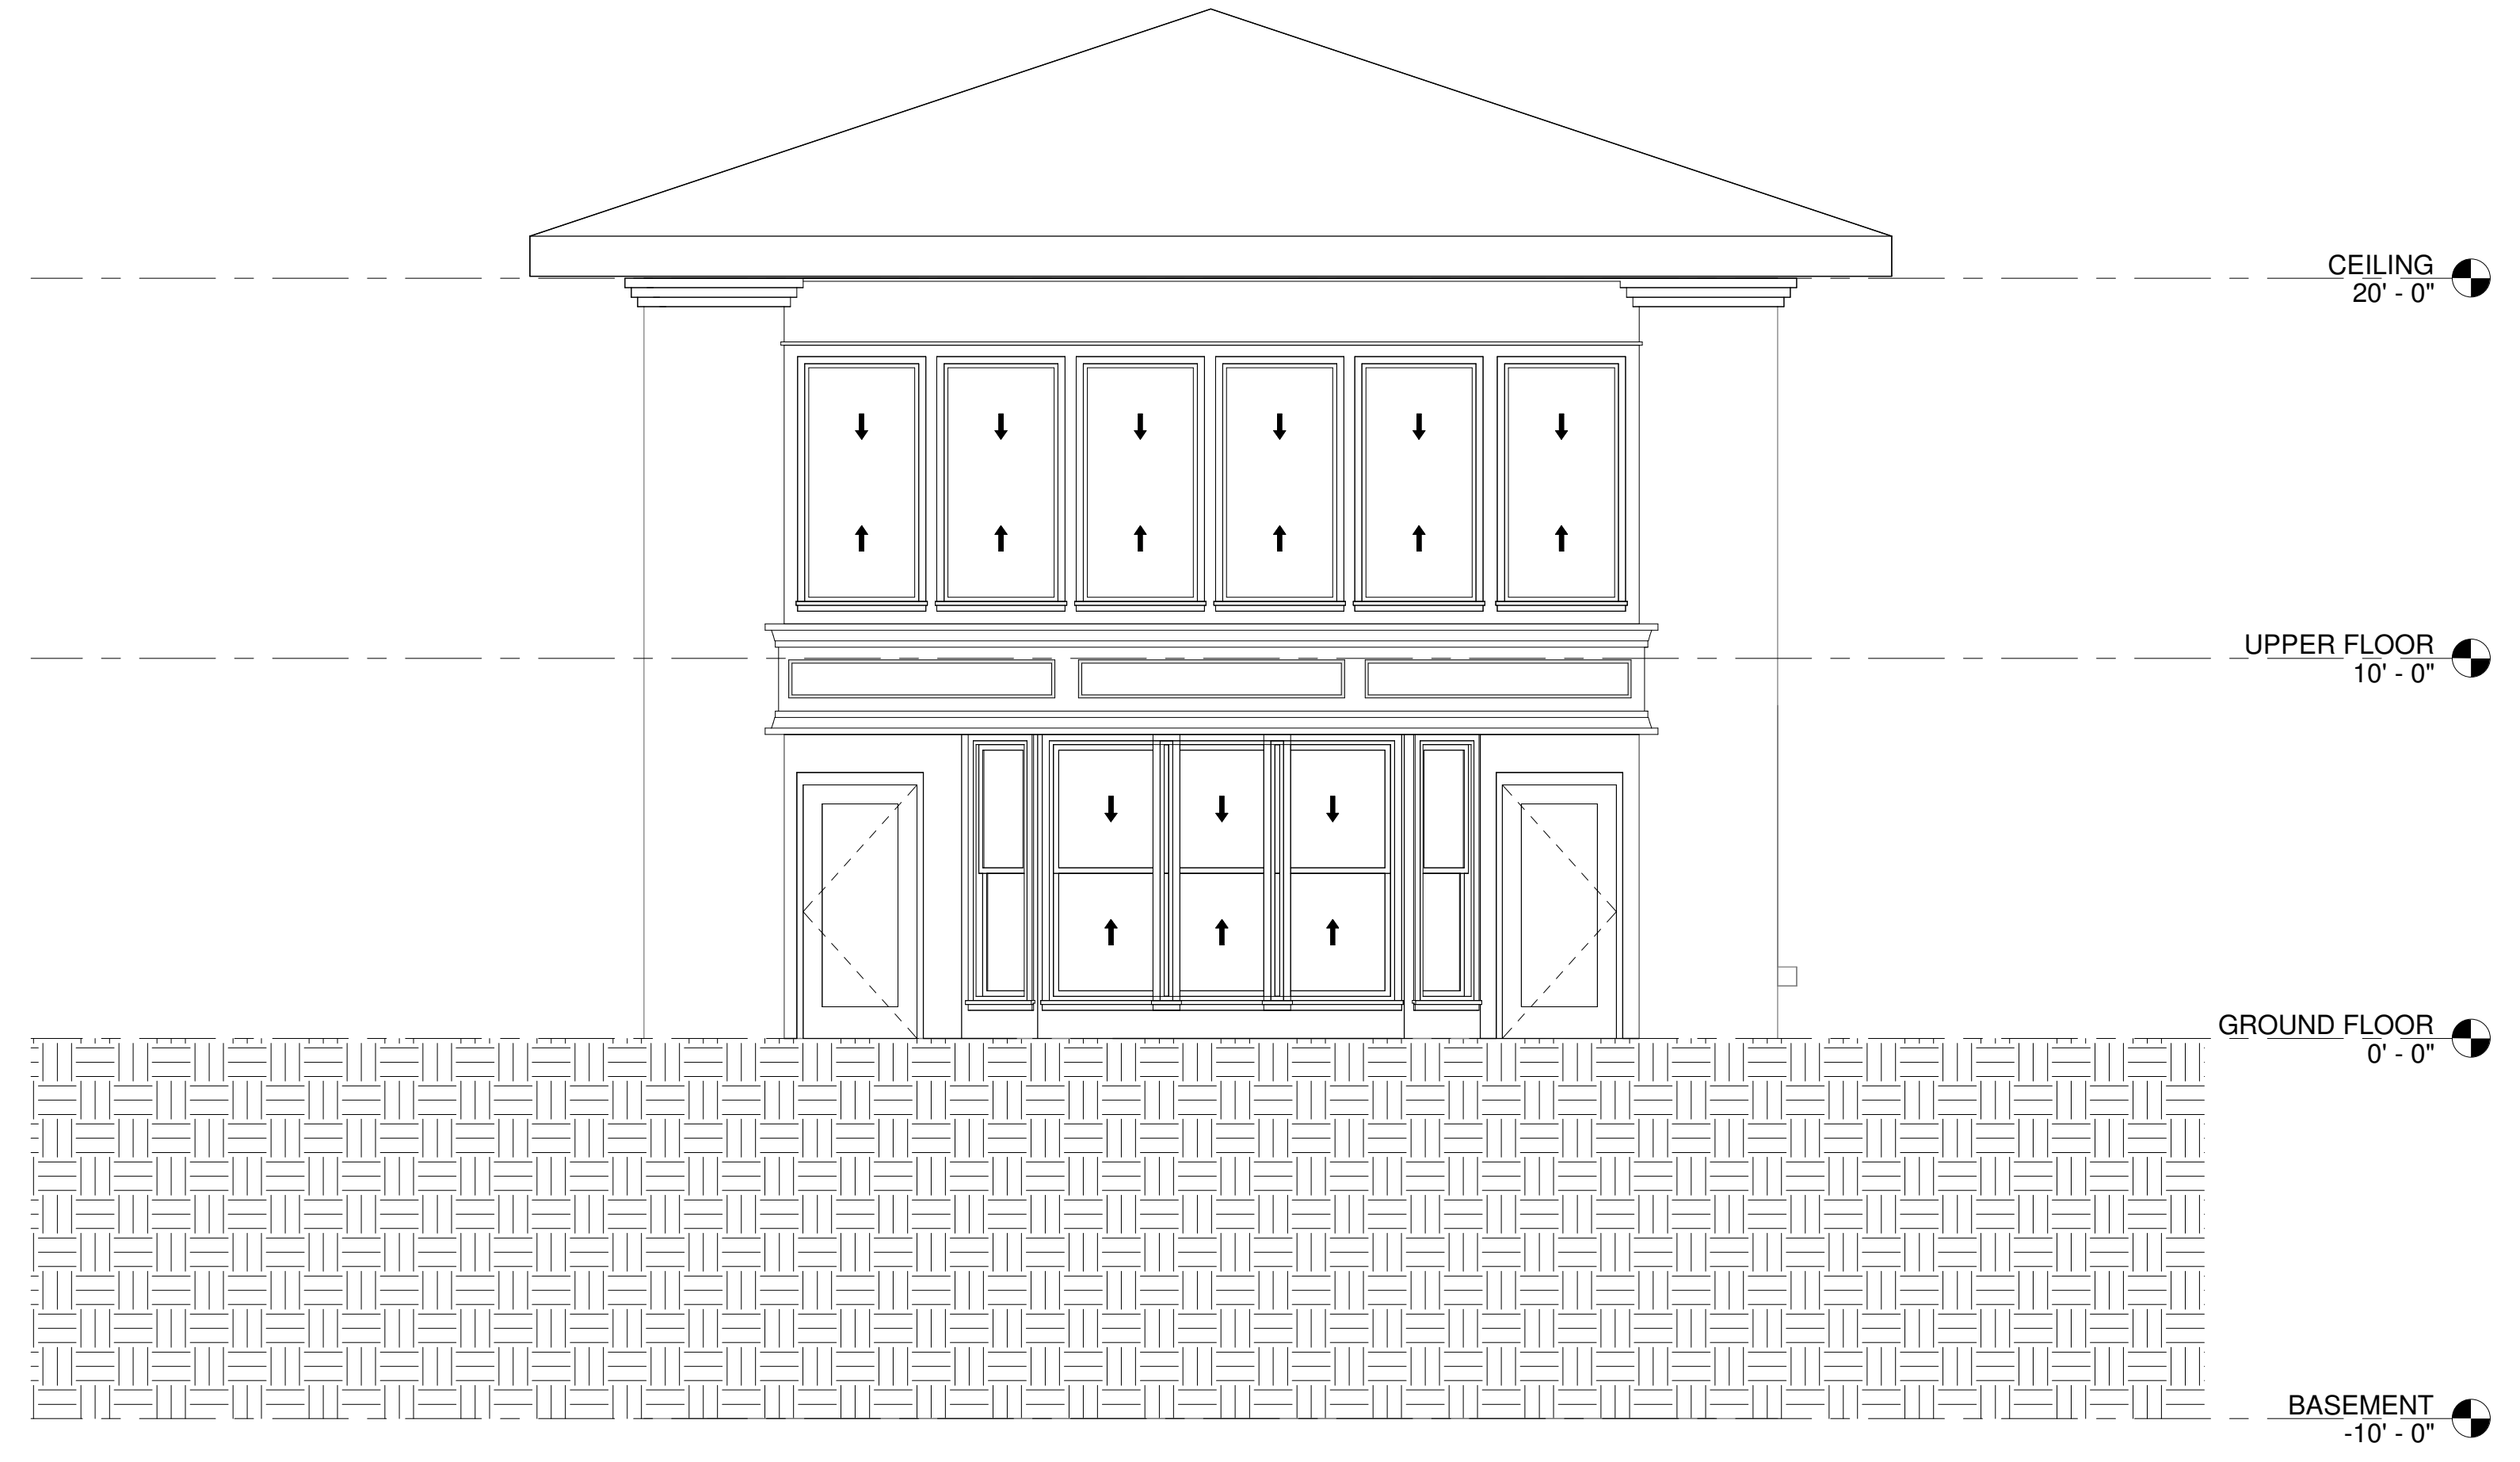 CEILING
20' - 0"
UPPER FLOOR
10' - 0"
GROUND FLOOR
0' - 0"
BASEMENT
-10' - 0"